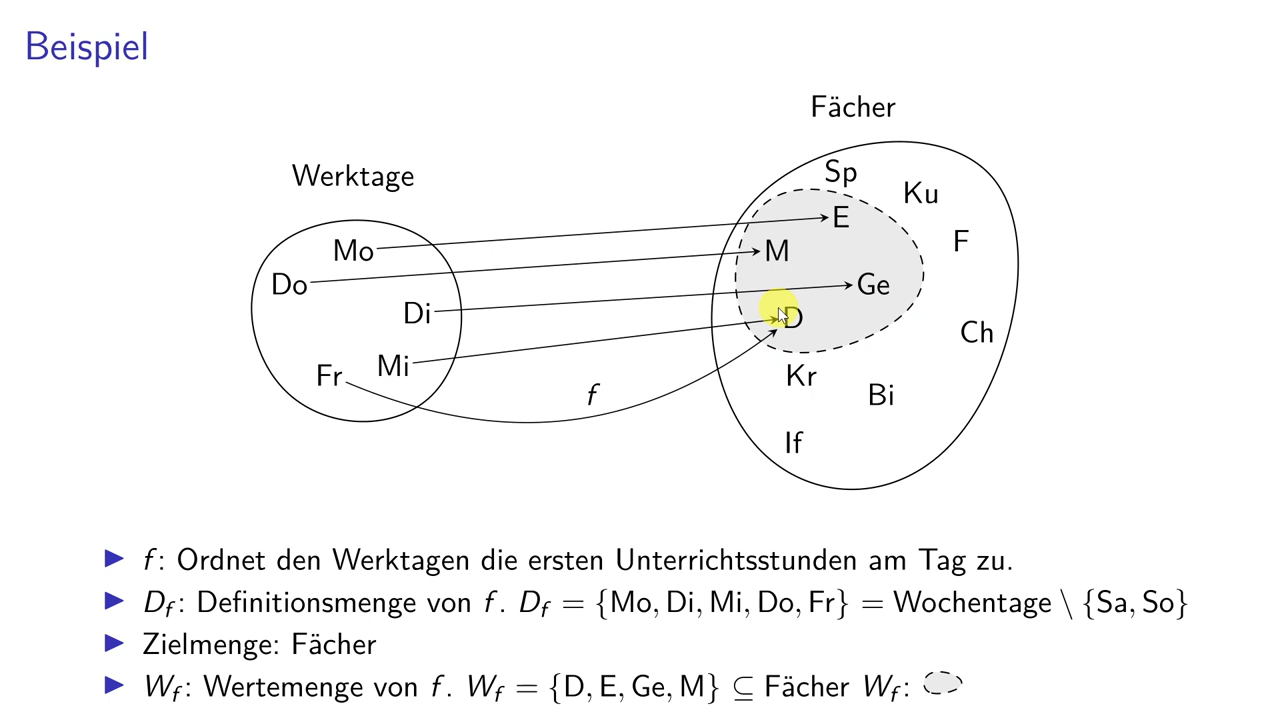 Beispiel
Fächer
Werktage
Sp
Ku
E
F
Mo
M
Do
Ge
Di
D
Ch
Mi
Fr
Kr
f
Bi
If
f: Ordnet den Werktagen die ersten Unterrichtsstunden am Tag zu.
D_f: Definitionsmenge von f. D_f = {Mo, Di, Mi, Do, Fr} = Wochentage \ {Sa, So}
Zielmenge: Fächer
W_f: Wertemenge von f. W_f = {D, E, Ge, M} ⊆ Fächer W_f: